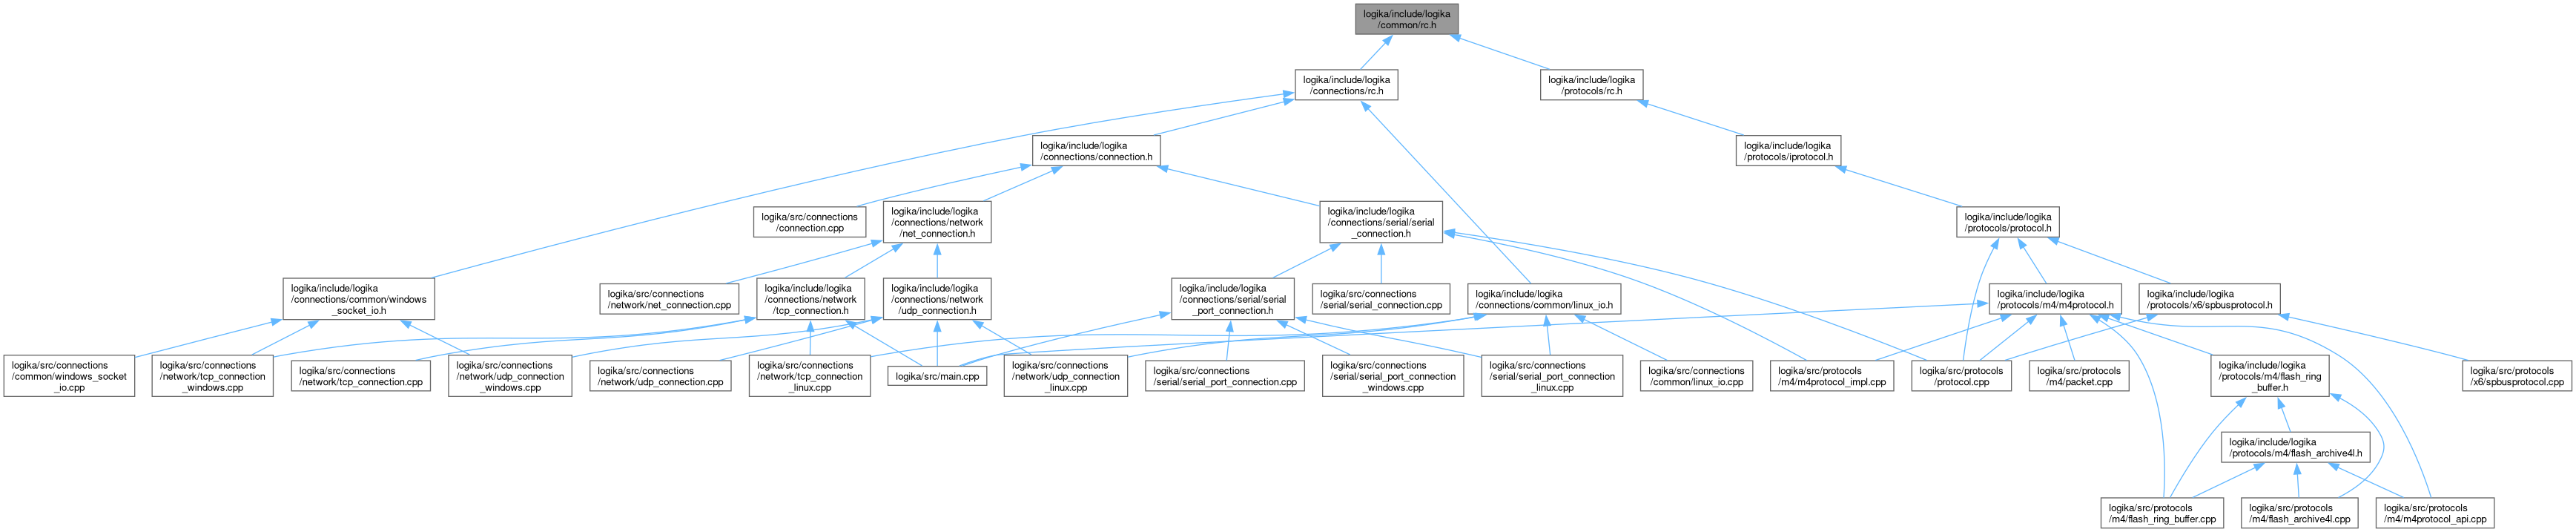 logika/include/logika
/common/rc.h
logika/include/logika
/connections/rc.h
logika/include/logika
/protocols/rc.h
logika/include/logika
/connections/connection.h
logika/include/logika
/protocols/iprotocol.h
logika/src/connections
/connection.cpp
logika/include/logika
/connections/network
/net_connection.h
logika/include/logika
/connections/serial/serial
_connection.h
logika/include/logika
/protocols/protocol.h
logika/include/logika
/connections/common/windows
_socket_io.h
logika/src/connections
/network/net_connection.cpp
logika/include/logika
/connections/network
/tcp_connection.h
logika/include/logika
/connections/network
/udp_connection.h
logika/include/logika
/connections/serial/serial
_port_connection.h
logika/src/connections
/serial/serial_connection.cpp
logika/include/logika
/connections/common/linux_io.h
logika/include/logika
/protocols/m4/m4protocol.h
logika/include/logika
/protocols/x6/spbusprotocol.h
logika/src/connections
/common/windows_socket
_io.cpp
logika/src/connections
/network/tcp_connection
_windows.cpp
logika/src/connections
/network/tcp_connection.cpp
logika/src/connections
/network/udp_connection
_windows.cpp
logika/src/connections
/network/udp_connection.cpp
logika/src/connections
/network/tcp_connection
_linux.cpp
logika/src/main.cpp
logika/src/connections
/network/udp_connection
_linux.cpp
logika/src/connections
/serial/serial_port_connection.cpp
logika/src/connections
/serial/serial_port_connection
_windows.cpp
logika/src/connections
/serial/serial_port_connection
_linux.cpp
logika/src/connections
/common/linux_io.cpp
logika/src/protocols
/m4/m4protocol_impl.cpp
logika/src/protocols
/protocol.cpp
logika/src/protocols
/m4/packet.cpp
logika/include/logika
/protocols/m4/flash_ring
_buffer.h
logika/src/protocols
/x6/spbusprotocol.cpp
logika/include/logika
/protocols/m4/flash_archive4l.h
logika/src/protocols
/m4/flash_ring_buffer.cpp
logika/src/protocols
/m4/flash_archive4l.cpp
logika/src/protocols
/m4/m4protocol_api.cpp